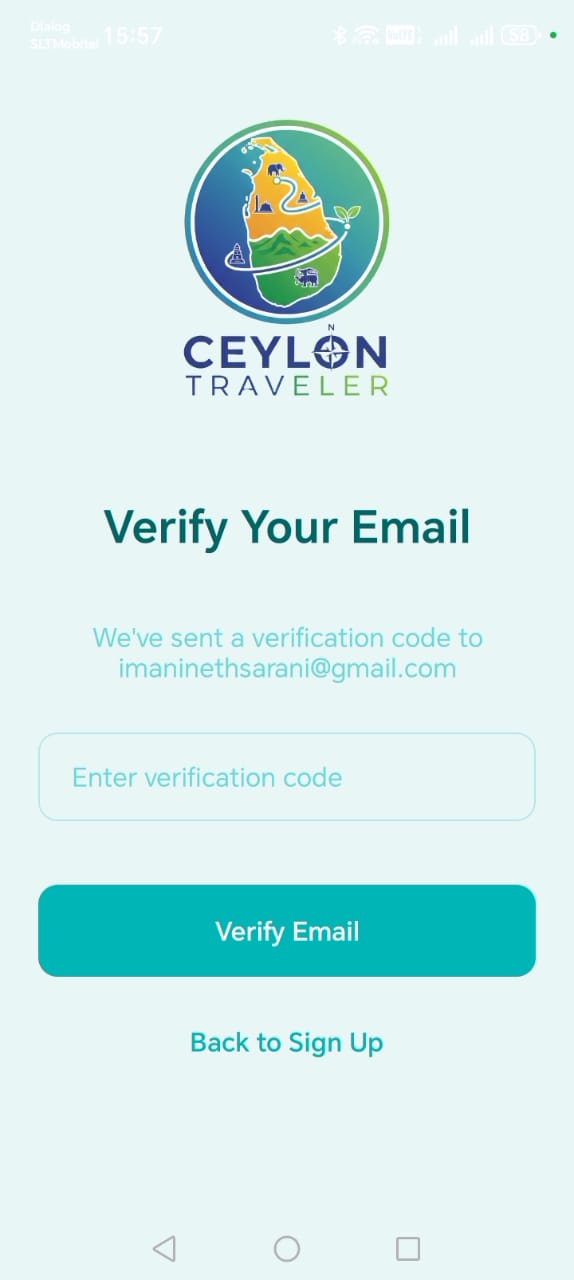 Dialog
SLTMobitel 15:57
58
N
CEYLON
TRAVELER
Verify Your Email
We've sent a verification code to
imaninethsarani@gmail.com
Enter verification code
Verify Email
Back to Sign Up